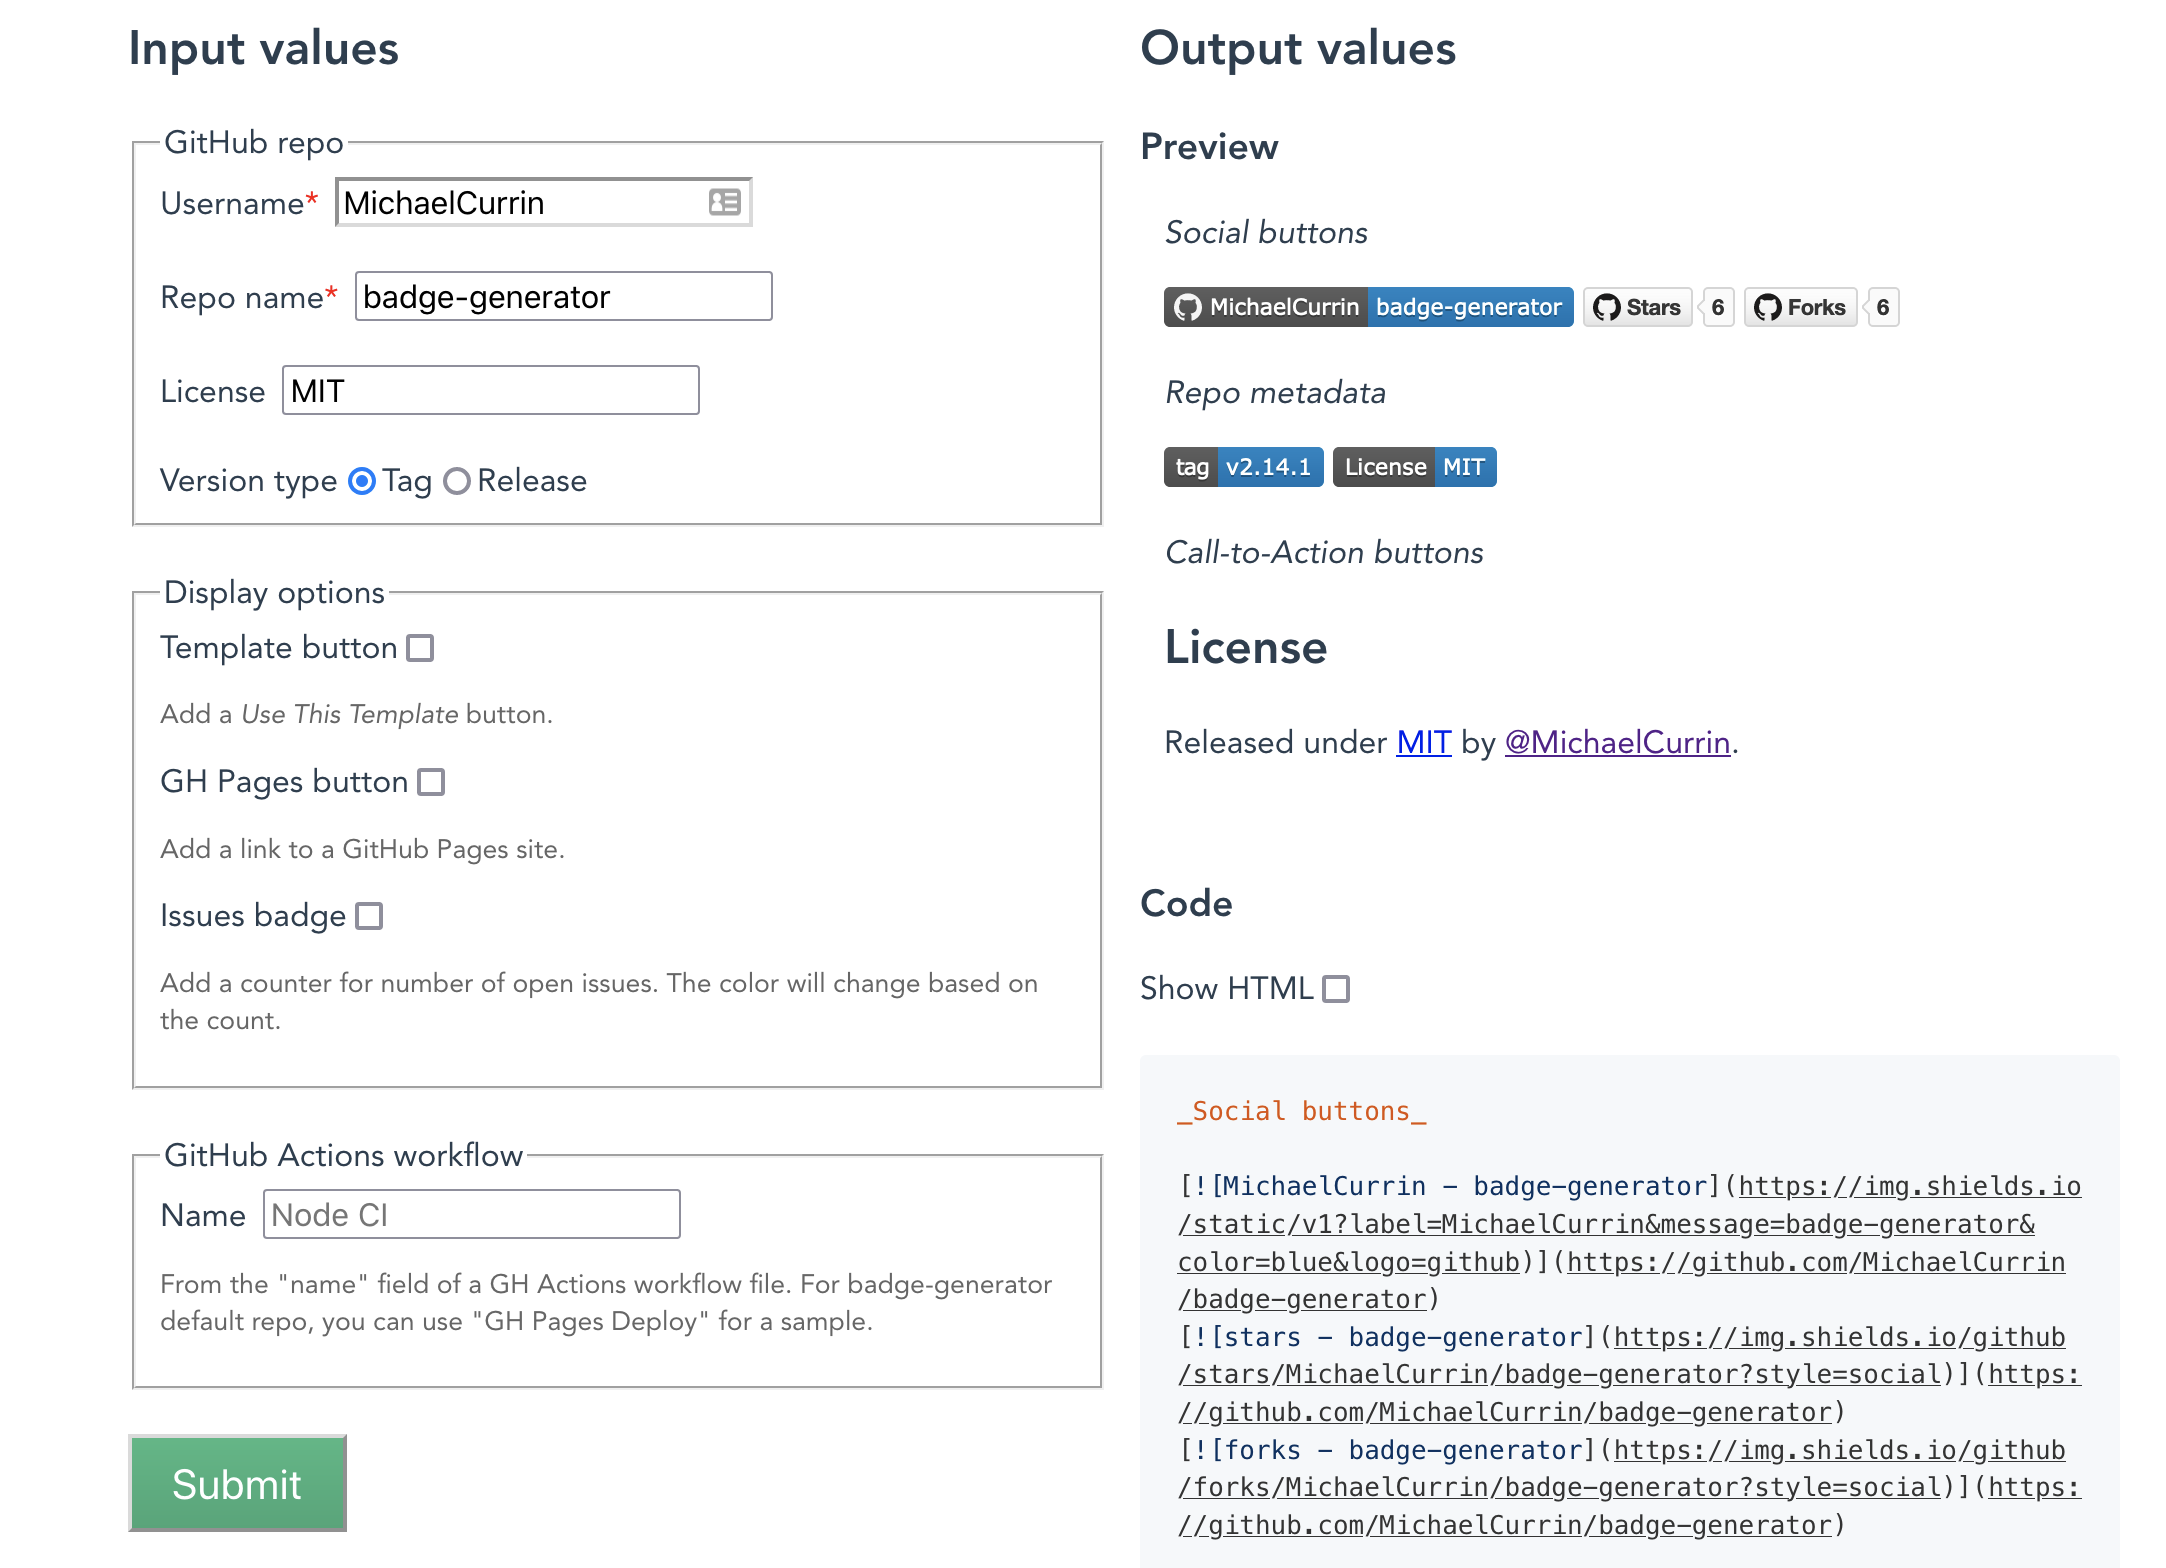 Input values
GitHub repo
Username* MichaelCurrin
Repo name* badge-generator
License MIT
Version type Tag Release
Display options
Template button
Add a Use This Template button.
GH Pages button
Add a link to a GitHub Pages site.
Issues badge
Add a counter for number of open issues. The color will change based on
the count.
GitHub Actions workflow
Name Node CI
From the "name" field of a GH Actions workflow file. For badge-generator
default repo, you can use "GH Pages Deploy" for a sample.
Submit
Output values
Preview
Social buttons
MichaelCurrin badge-generator Stars 6 Forks 6
Repo metadata
tag v2.14.1 License MIT
Call-to-Action buttons
License
Released under MIT by @MichaelCurrin.
Code
Show HTML
_Social buttons_
[![MichaelCurrin - badge-generator](https://img.shields.io
/static/v1?label=MichaelCurrin&message=badge-generator&
color=blue&logo=github)](https://github.com/MichaelCurrin
/badge-generator)
[![stars - badge-generator](https://img.shields.io/github
/stars/MichaelCurrin/badge-generator?style=social)](https:
//github.com/MichaelCurrin/badge-generator)
[![forks - badge-generator](https://img.shields.io/github
/forks/MichaelCurrin/badge-generator?style=social)](https:
//github.com/MichaelCurrin/badge-generator)